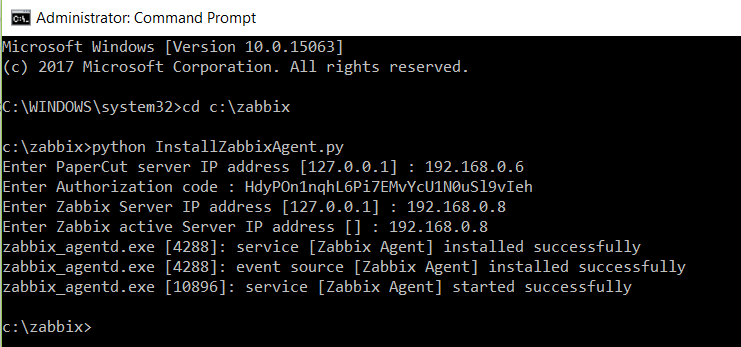 Administrator: Command Prompt
Microsoft Windows [Version 10.0.15063]
(c) 2017 Microsoft Corporation. All rights reserved.
C:\WINDOWS\system32>cd c:\zabbix
c:\zabbix>python InstallZabbixAgent.py
Enter PaperCut server IP address [127.0.0.1] : 192.168.0.6
Enter Authorization code : HdyPOn1nqhL6Pi7EMvYcU1N0uSl9vIeh
Enter Zabbix Server IP address [127.0.0.1] : 192.168.0.8
Enter Zabbix active Server IP address [] : 192.168.0.8
zabbix_agentd.exe [4288]: service [Zabbix Agent] installed successfully
zabbix_agentd.exe [4288]: event source [Zabbix Agent] installed successfully
zabbix_agentd.exe [10896]: service [Zabbix Agent] started successfully
c:\zabbix>